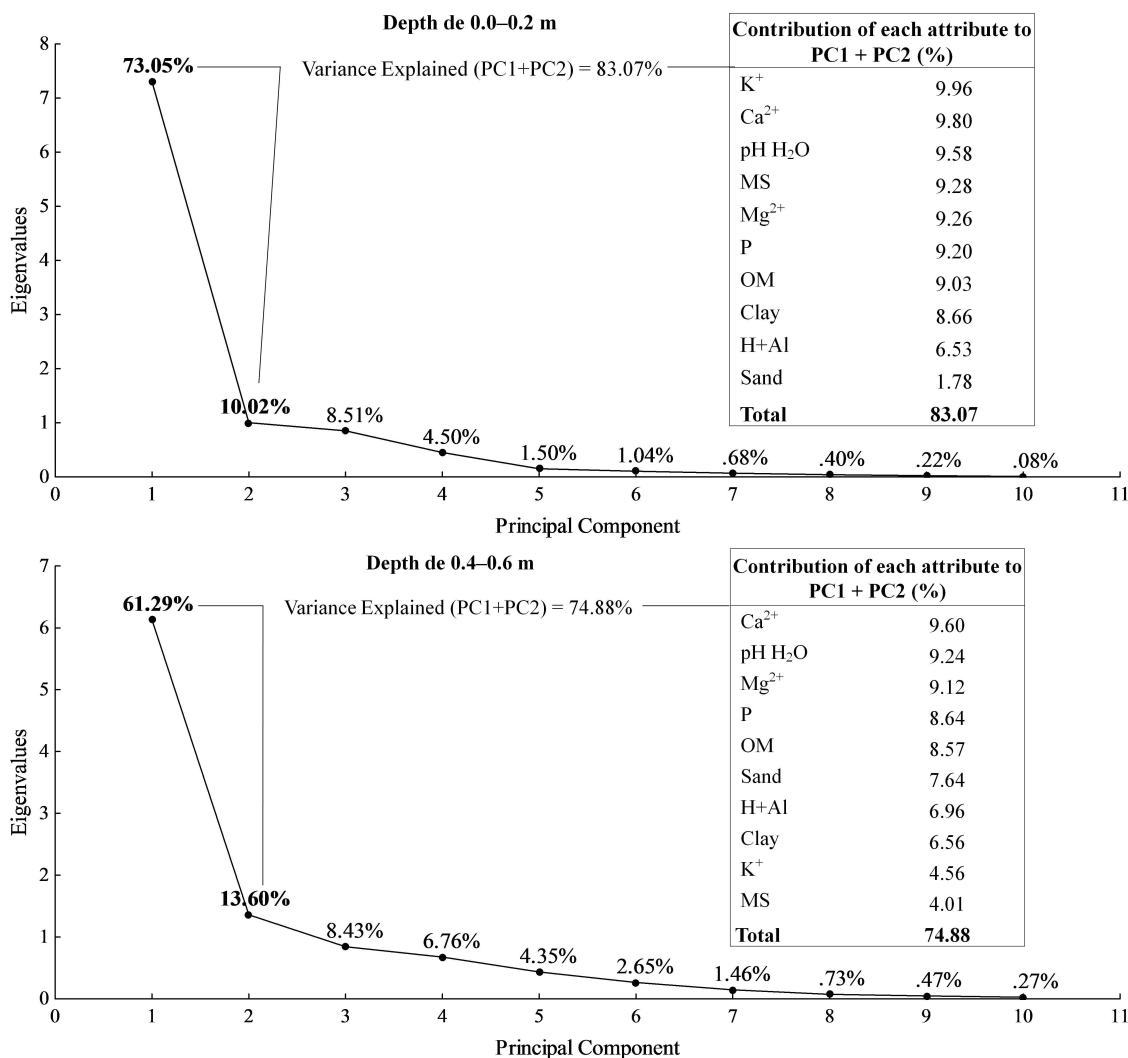 Depth de 0.0–0.2 m
Variance Explained (PC1+PC2) = 83.07%
Contribution of each attribute to
PC1 + PC2 (%)
K⁺ 9.96
Ca²⁺ 9.80
pH H₂O 9.58
MS 9.28
Mg²⁺ 9.26
P 9.20
OM 9.03
Clay 8.66
H+Al 6.53
Sand 1.78
Total 83.07
Eigenvalues
8
7
6
5
4
3
2
1
0
73.05%
10.02%
8.51%
4.50%
1.50%
1.04%
.68%
.40%
.22%
.08%
0 1 2 3 4 5 6 7 8 9 10 11
Principal Component
Depth de 0.4–0.6 m
Variance Explained (PC1+PC2) = 74.88%
Contribution of each attribute to
PC1 + PC2 (%)
Ca²⁺ 9.60
pH H₂O 9.24
Mg²⁺ 9.12
P 8.64
OM 8.57
Sand 7.64
H+Al 6.96
Clay 6.56
K⁺ 4.56
MS 4.01
Total 74.88
Eigenvalues
7
6
5
4
3
2
1
0
61.29%
13.60%
8.43%
6.76%
4.35%
2.65%
1.46%
.73%
.47%
.27%
0 1 2 3 4 5 6 7 8 9 10 11
Principal Component